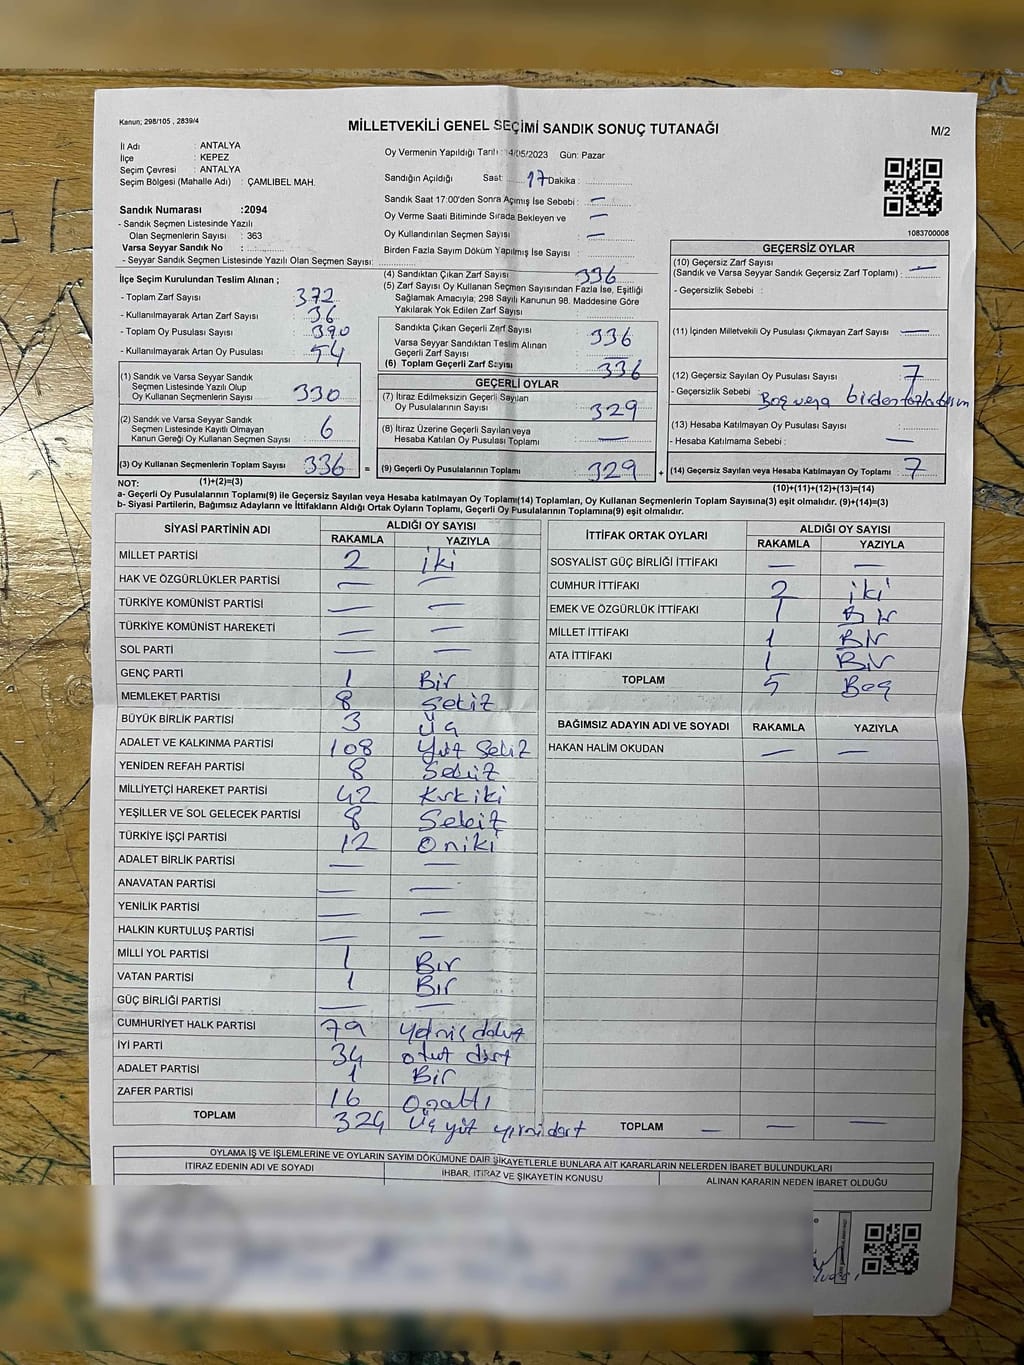 Kanun; 298/105 , 2839/4
MİLLETVEKİLİ GENEL SEÇİMİ SANDIK SONUÇ TUTANAĞI
M/2
İl Adı : ANTALYA
İlçe : KEPEZ
Seçim Çevresi : ANTALYA
Seçim Bölgesi (Mahalle Adı) : ÇAMLIBEL MAH.
Sandık Numarası :2094
- Sandık Seçmen Listesinde Yazılı
Olan Seçmenlerin Sayısı : 363
Varsa Seyyar Sandık No :
- Seyyar Sandık Seçmen Listesinde Yazılı Olan Seçmen Sayısı:
Oy Vermenin Yapıldığı Tarih : 14/05/2023 Gün: Pazar
Sandığın Açıldığı Saat: 17 Dakika :
Sandık Saat 17:00'den Sonra Açılmış İse Sebebi : —
Oy Verme Saati Bitiminde Sırada Bekleyen ve —
Oy Kullandırılan Seçmen Sayısı : —
Birden Fazla Sayım Döküm Yapılmış İse Sayısı :
1083700008
İlçe Seçim Kurulundan Teslim Alınan ;
- Toplam Zarf Sayısı : 372
- Kullanılmayarak Artan Zarf Sayısı : 36
- Toplam Oy Pusulası Sayısı : 390
- Kullanılmayarak Artan Oy Pusulası : 54
(4) Sandıktan Çıkan Zarf Sayısı : 336
(5) Zarf Sayısı Oy Kullanan Seçmen Sayısından Fazla İse, Eşitliği
Sağlamak Amacıyla; 298 Sayılı Kanunun 98. Maddesine Göre
Yakılarak Yok Edilen Zarf Sayısı :
Sandıkta Çıkan Geçerli Zarf Sayısı : 336
Varsa Seyyar Sandıktan Teslim Alınan
Geçerli Zarf Sayısı : —
(6) Toplam Geçerli Zarf Sayısı : 336
GEÇERSİZ OYLAR
(10) Geçersiz Zarf Sayısı
(Sandık ve Varsa Seyyar Sandık Geçersiz Zarf Toplamı) : —
- Geçersizlik Sebebi :
(11) İçinden Milletvekili Oy Pusulası Çıkmayan Zarf Sayısı : —
(12) Geçersiz Sayılan Oy Pusulası Sayısı : 7
- Geçersizlik Sebebi : Boş veya birden fazla
(13) Hesaba Katılmayan Oy Pusulası Sayısı :
- Hesaba Katılmama Sebebi : —
(14) Geçersiz Sayılan veya Hesaba Katılmayan Oy Toplamı : 7
(10)+(11)+(12)+(13)=(14)
(1) Sandık ve Varsa Seyyar Sandık
Seçmen Listesinde Yazılı Olup
Oy Kullanan Seçmenlerin Sayısı : 330
(2) Sandık ve Varsa Seyyar Sandık
Seçmen Listesinde Kayıtlı Olmayan
Kanun Gereği Oy Kullanan Seçmen Sayısı : 6
(3) Oy Kullanan Seçmenlerin Toplam Sayısı : 336 =
GEÇERLİ OYLAR
(7) İtiraz Edilmeksizin Geçerli Sayılan
Oy Pusulalarının Sayısı : 329
(8) İtiraz Üzerine Geçerli Sayılan veya
Hesaba Katılan Oy Pusulası Toplamı : —
(9) Geçerli Oy Pusulalarının Toplamı : 329 +
NOT: (1)+(2)=(3)
a- Geçerli Oy Pusulalarının Toplamı(9) ile Geçersiz Sayılan veya Hesaba katılmayan Oy Toplam(14) Toplamları, Oy Kullanan Seçmenlerin Toplam Sayısına(3) eşit olmalıdır. (9)+(14)=(3)
b- Siyasi Partilerin, Bağımsız Adayların ve İttifakların Aldığı Ortak Oyların Toplamı, Geçerli Oy Pusulalarının Toplamına(9) eşit olmalıdır.
SİYASİ PARTİNİN ADI ALDIĞI OY SAYISI
RAKAMLA YAZIYLA
MİLLET PARTİSİ 2 iki
HAK VE ÖZGÜRLÜKLER PARTİSİ — —
TÜRKİYE KOMÜNİST PARTİSİ — —
TÜRKİYE KOMÜNİST HAREKETİ — —
SOL PARTİ — —
GENÇ PARTİ 1 Bir
MEMLEKET PARTİSİ 8 Sekiz
BÜYÜK BİRLİK PARTİSİ 3 Üç
ADALET VE KALKINMA PARTİSİ 108 Yüz Sekiz
YENİDEN REFAH PARTİSİ 8 Sekiz
MİLLİYETÇİ HAREKET PARTİSİ 42 Kırk iki
YEŞİLLER VE SOL GELECEK PARTİSİ 8 Sekiz
TÜRKİYE İŞÇİ PARTİSİ 12 Oniki
ADALET BİRLİK PARTİSİ — —
ANAVATAN PARTİSİ — —
YENİLİK PARTİSİ — —
HALKIN KURTULUŞ PARTİSİ — —
MİLLİ YOL PARTİSİ 1 Bir
VATAN PARTİSİ 1 Bir
GÜÇ BİRLİĞİ PARTİSİ — —
CUMHURİYET HALK PARTİSİ 79 yetmiş dokuz
İYİ PARTİ 34 otuz dört
ADALET PARTİSİ 1 Bir
ZAFER PARTİSİ 16 Onaltı
TOPLAM 324 Üç yüz yirmi dört
İTTİFAK ORTAK OYLARI ALDIĞI OY SAYISI
RAKAMLA YAZIYLA
SOSYALİST GÜÇ BİRLİĞİ İTTİFAKI — —
CUMHUR İTTİFAKI 2 iki
EMEK VE ÖZGÜRLÜK İTTİFAKI 1 Bir
MİLLET İTTİFAKI 1 Bir
ATA İTTİFAKI 1 Bir
TOPLAM 5 Beş
BAĞIMSIZ ADAYIN ADI VE SOYADI RAKAMLA YAZIYLA
HAKAN HALİM OKUDAN — —
TOPLAM — — —
OYLAMA İŞ VE İŞLEMLERİNE VE OYLARIN SAYIM DÖKÜMÜNE DAİR ŞİKAYETLERLE BUNLARA AİT KARARLARIN NELERDEN İBARET BULUNDUKLARI
İTİRAZ EDENİN ADI VE SOYADI İHBAR, İTİRAZ VE ŞİKAYETİN KONUSU ALINAN KARARIN NEDEN İBARET OLDUĞU